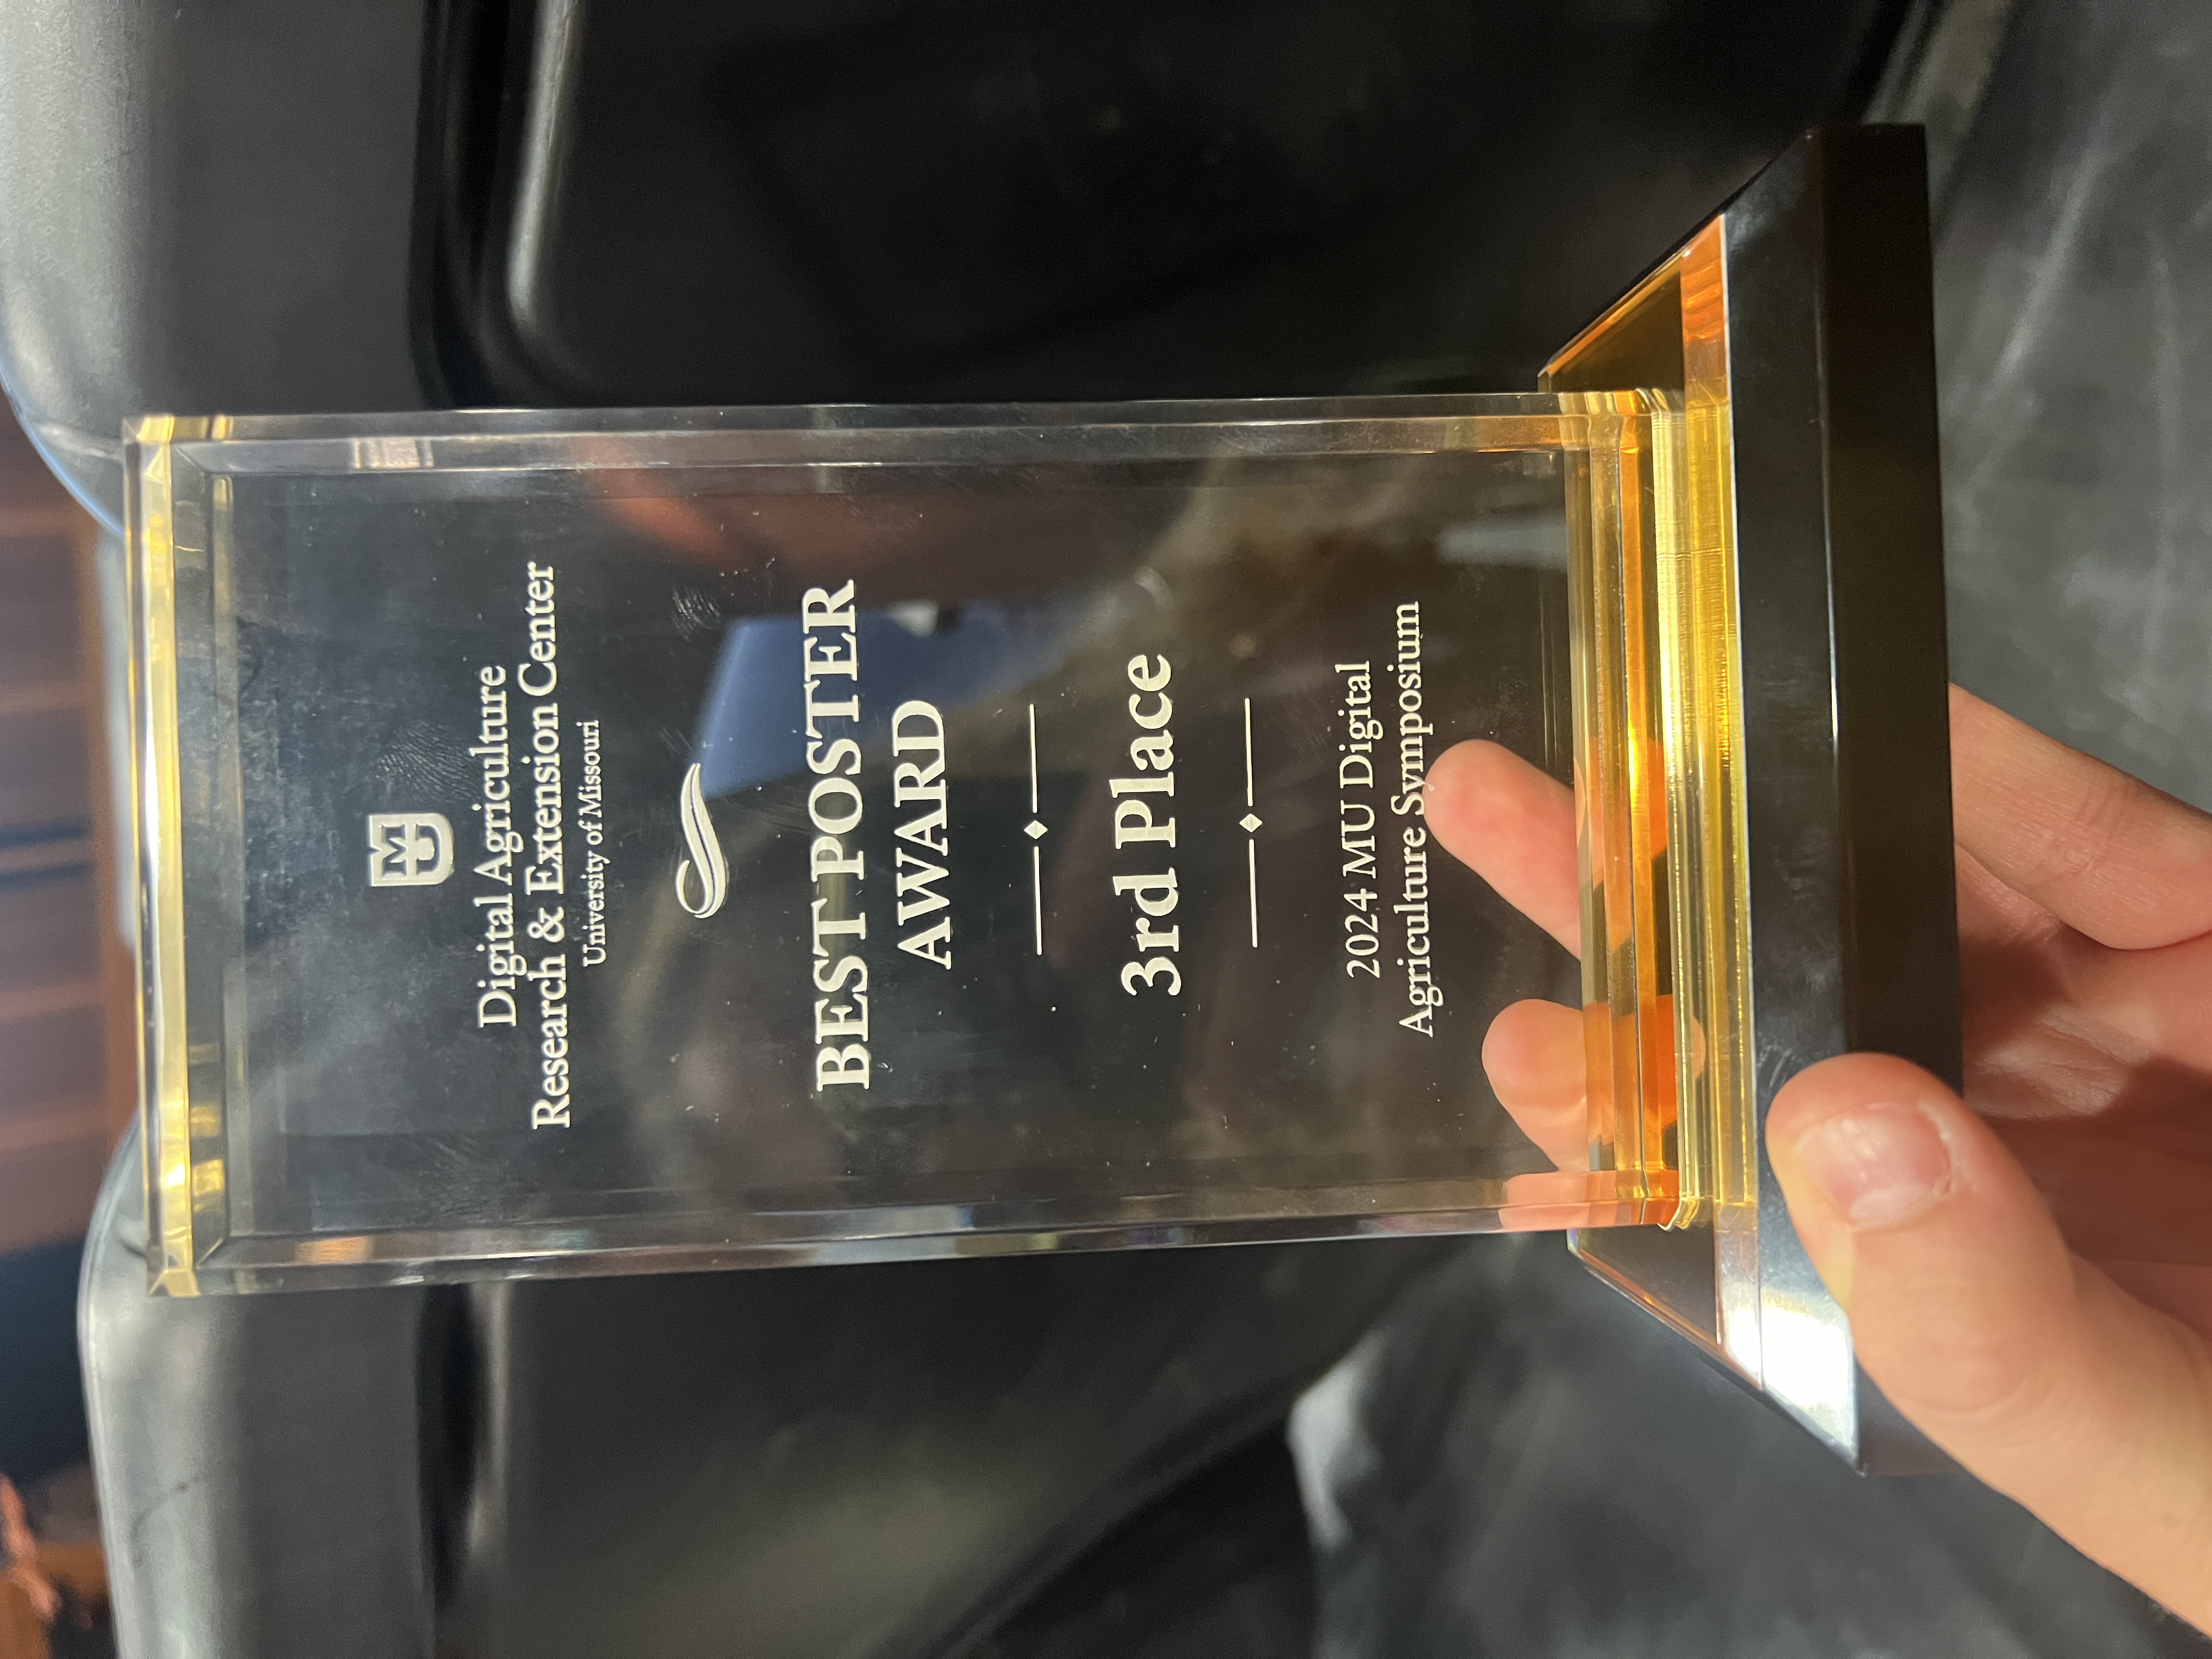 MU
Digital Agriculture
Research & Extension Center
University of Missouri
BEST POSTER
AWARD
3rd Place
2024 MU Digital
Agriculture Symposium